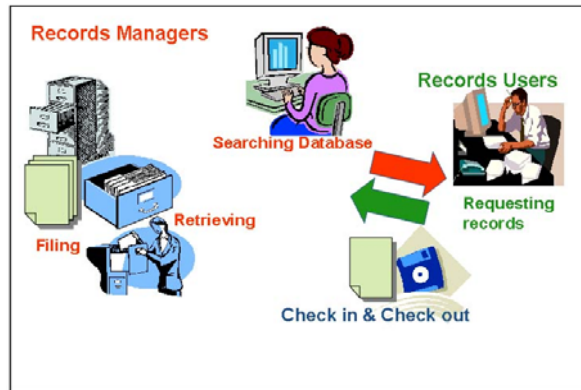 Records Managers
Records Users
Searching Database
Retrieving
Filing
Requesting
records
Check in & Check out